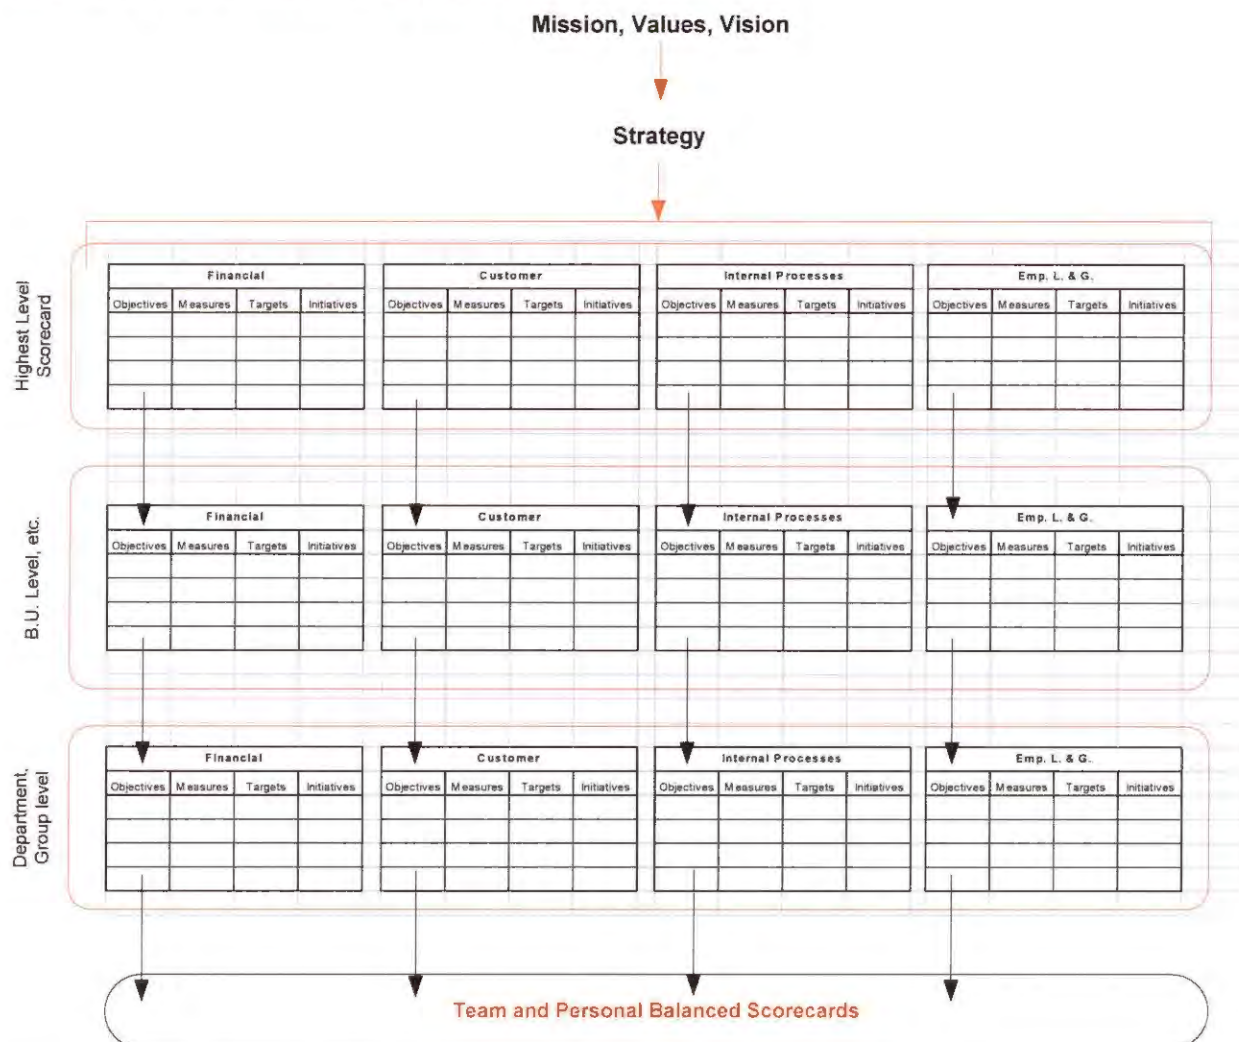 Mission, Values, Vision
Strategy
Highest Level
Scorecard
Financial Customer Internal Processes Emp. L. & G.
Objectives Measures Targets Initiatives Objectives Measures Targets Initiatives Objectives Measures Targets Initiatives Objectives Measures Targets Initiatives
B.U. Level, etc.
Financial Customer Internal Processes Emp. L. & G.
Objectives Measures Targets Initiatives Objectives Measures Targets Initiatives Objectives Measures Targets Initiatives Objectives Measures Targets Initiatives
Department,
Group level
Financial Customer Internal Processes Emp. L. & G.
Objectives Measures Targets Initiatives Objectives Measures Targets Initiatives Objectives Measures Targets Initiatives Objectives Measures Targets Initiatives
Team and Personal Balanced Scorecards